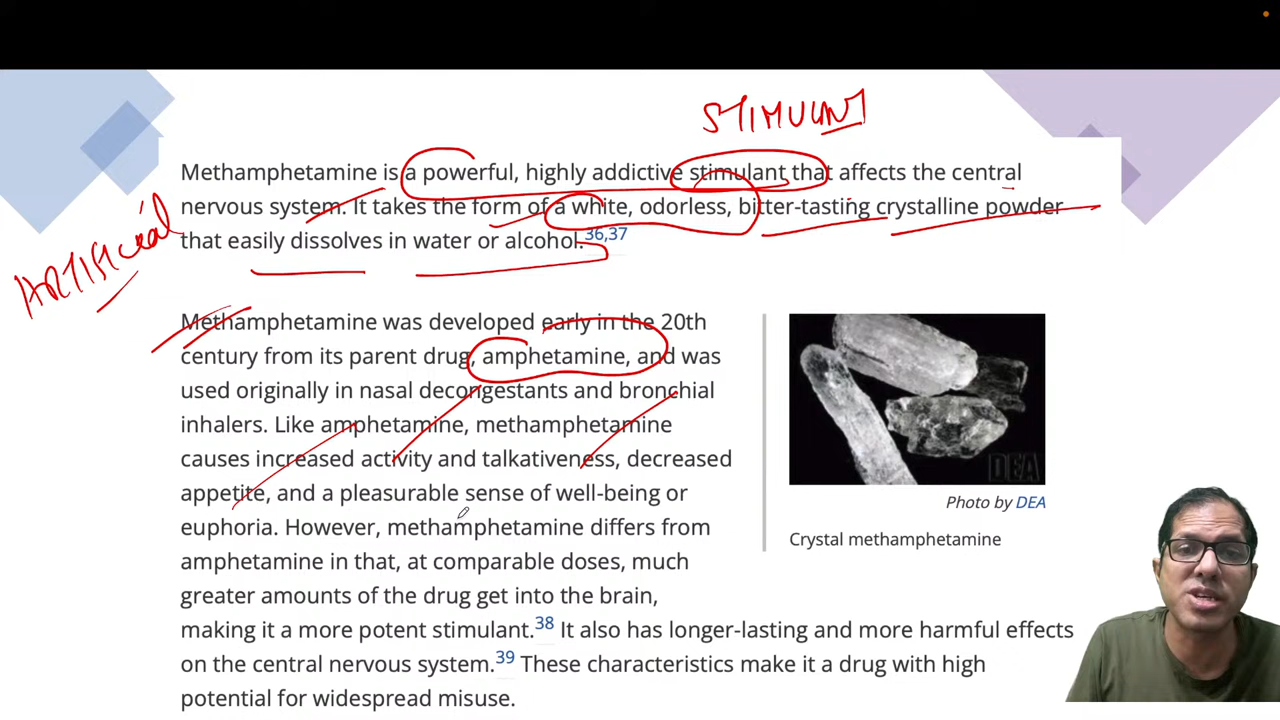 STIMULANT
Methamphetamine is a powerful, highly addictive stimulant that affects the central
nervous system. It takes the form of a white, odorless, bitter-tasting crystalline powder
that easily dissolves in water or alcohol.36,37
ARTIFICIAL
Methamphetamine was developed early in the 20th
century from its parent drug, amphetamine, and was
used originally in nasal decongestants and bronchial
inhalers. Like amphetamine, methamphetamine
causes increased activity and talkativeness, decreased
appetite, and a pleasurable sense of well-being or
euphoria. However, methamphetamine differs from
amphetamine in that, at comparable doses, much
greater amounts of the drug get into the brain,
making it a more potent stimulant.38 It also has longer-lasting and more harmful effects
on the central nervous system.39 These characteristics make it a drug with high
potential for widespread misuse.
DEA
Photo by DEA
Crystal methamphetamine